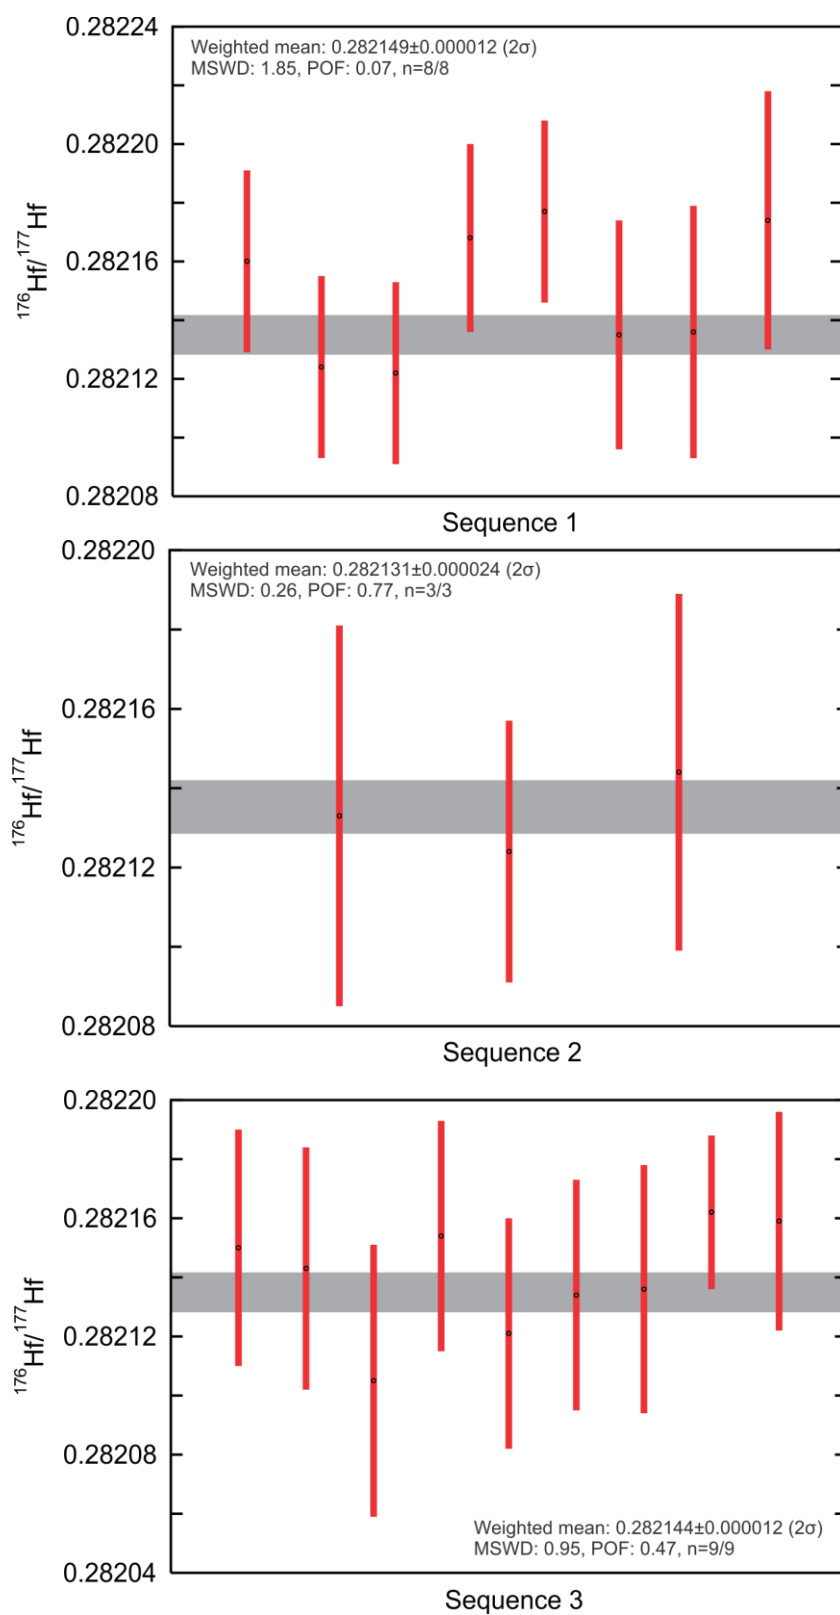 0.28224
Weighted mean: 0.282149±0.000012 (2σ)
MSWD: 1.85, POF: 0.07, n=8/8
0.28220
0.28216
¹⁷⁶Hf/¹⁷⁷Hf
0.28212
0.28208
Sequence 1
0.28220
Weighted mean: 0.282131±0.000024 (2σ)
MSWD: 0.26, POF: 0.77, n=3/3
0.28216
¹⁷⁶Hf/¹⁷⁷Hf
0.28212
0.28208
Sequence 2
0.28220
0.28216
¹⁷⁶Hf/¹⁷⁷Hf
0.28212
0.28208
Weighted mean: 0.282144±0.000012 (2σ)
MSWD: 0.95, POF: 0.47, n=9/9
0.28204
Sequence 3